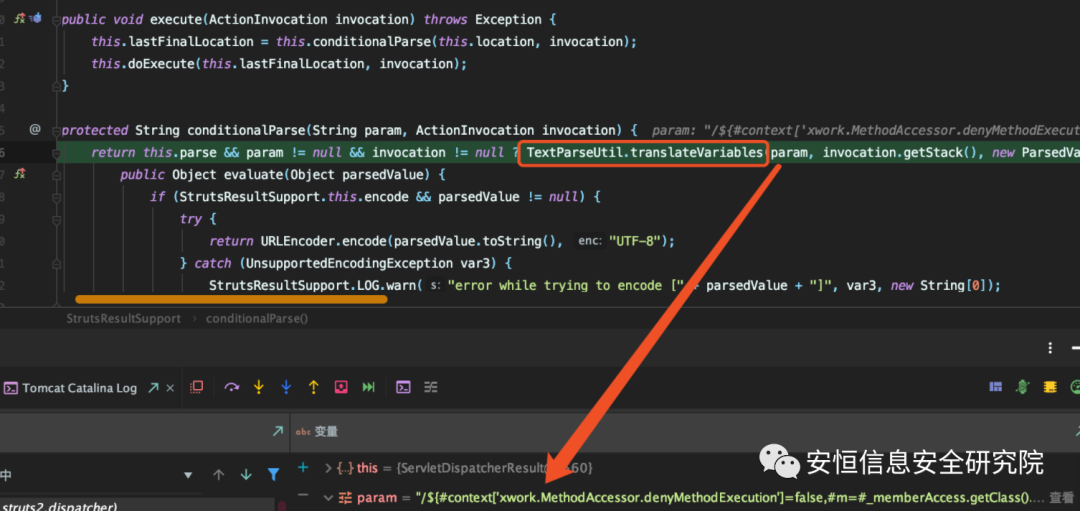 public void execute(ActionInvocation invocation) throws Exception {
this.lastFinalLocation = this.conditionalParse(this.location, invocation);
this.doExecute(this.lastFinalLocation, invocation);
}
@ protected String conditionalParse(String param, ActionInvocation invocation) { param: "/${#context['xwork.MethodAccessor.denyMethodExecut
return this.parse && param != null && invocation != null ? TextParseUtil.translateVariables param, invocation.getStack(), new ParsedVa
public Object evaluate(Object parsedValue) {
if (StrutsResultSupport.this.encode && parsedValue != null) {
try {
return URLEncoder.encode(parsedValue.toString(), enc: "UTF-8");
} catch (UnsupportedEncodingException var3) {
StrutsResultSupport.LOG.warn( s: "error while trying to encode [" + parsedValue + "]", var3, new String[0]);
StrutsResultSupport › conditionalParse()
Tomcat Catalina Log
abc 变量
中
this = {ServletDispatcherResult 60}
安恒信息安全研究院
param = "/${#context['xwork.MethodAccessor.denyMethodExecution']=false,#m=#_memberAccess.getClass().... 查看
struts2.dispatcher)